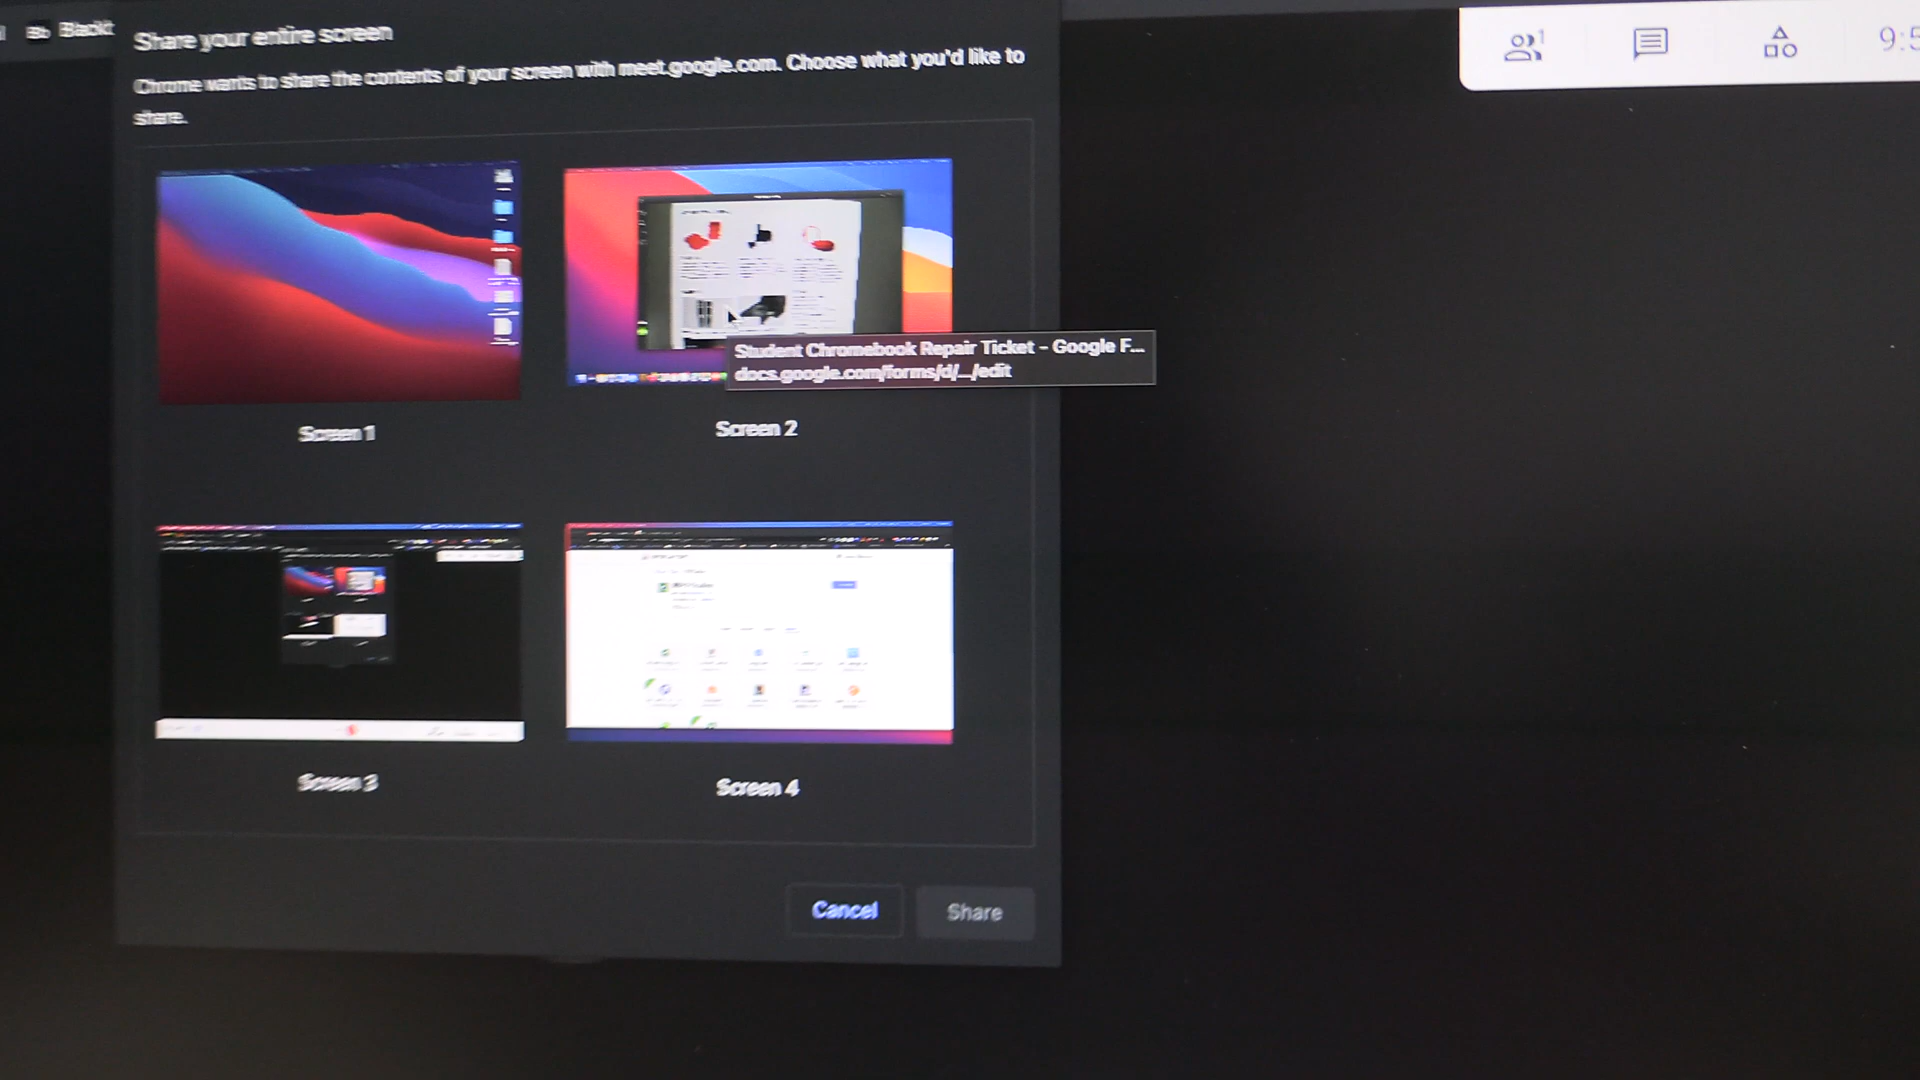 Share your entire screen
Chrome wants to share the contents of your screen with meet.google.com. Choose what you'd like to
share.
1
Student Chromebook Repair Ticket - Google F...
docs.google.com/forms/d/.../edit
Screen 1
Screen 2
Screen 3
Screen 4
Cancel
Share